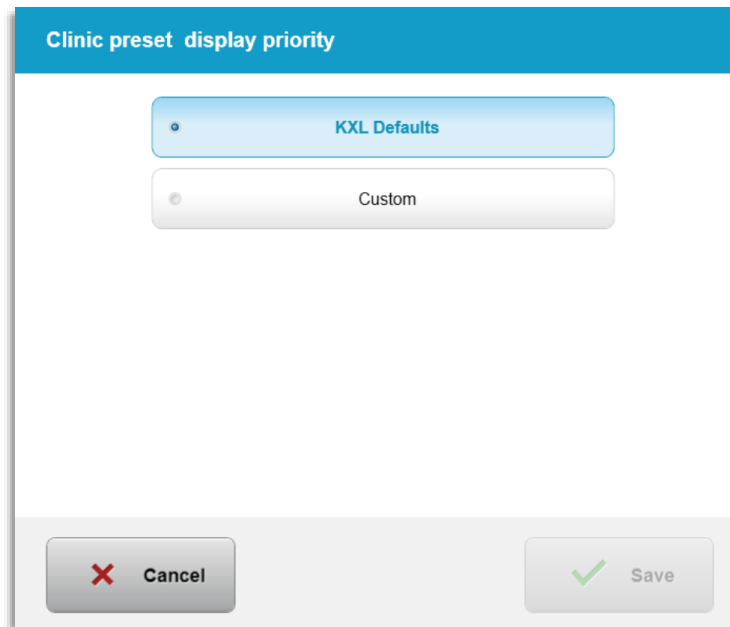 Clinic preset display priority
KXL Defaults
Custom
Cancel
Save